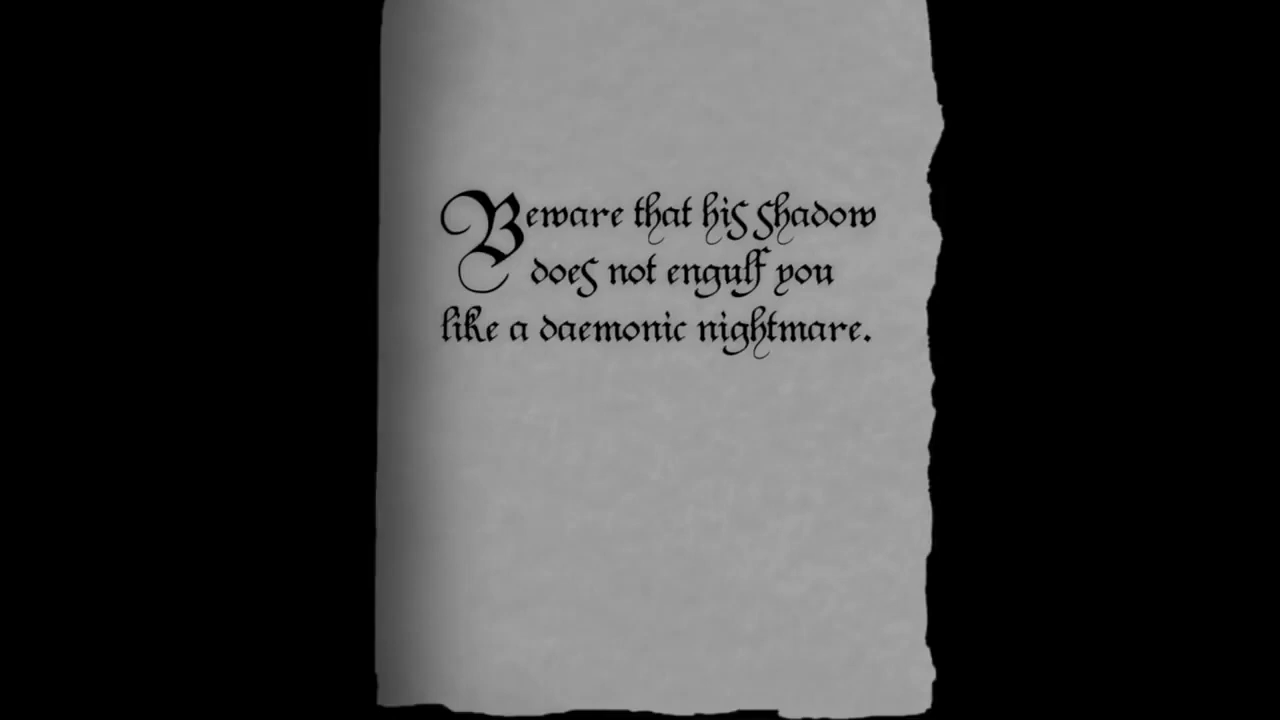 Beware that his shadow
does not engulf you
like a daemonic nightmare.